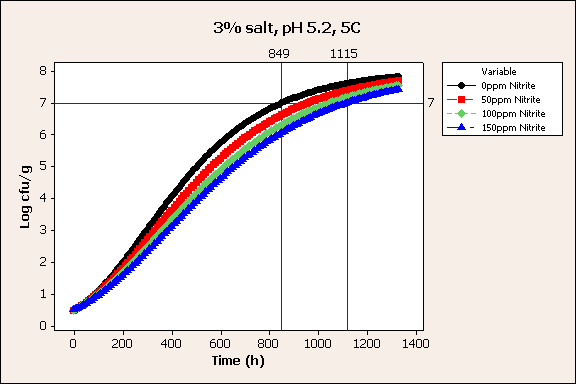 3% salt, pH 5.2, 5C
849 1115
8
7
6
5
4
3
2
1
0
7
Log cfu/g
0 200 400 600 800 1000 1200 1400
Time (h)
Variable
0ppm Nitrite
50ppm Nitrite
100ppm Nitrite
150ppm Nitrite